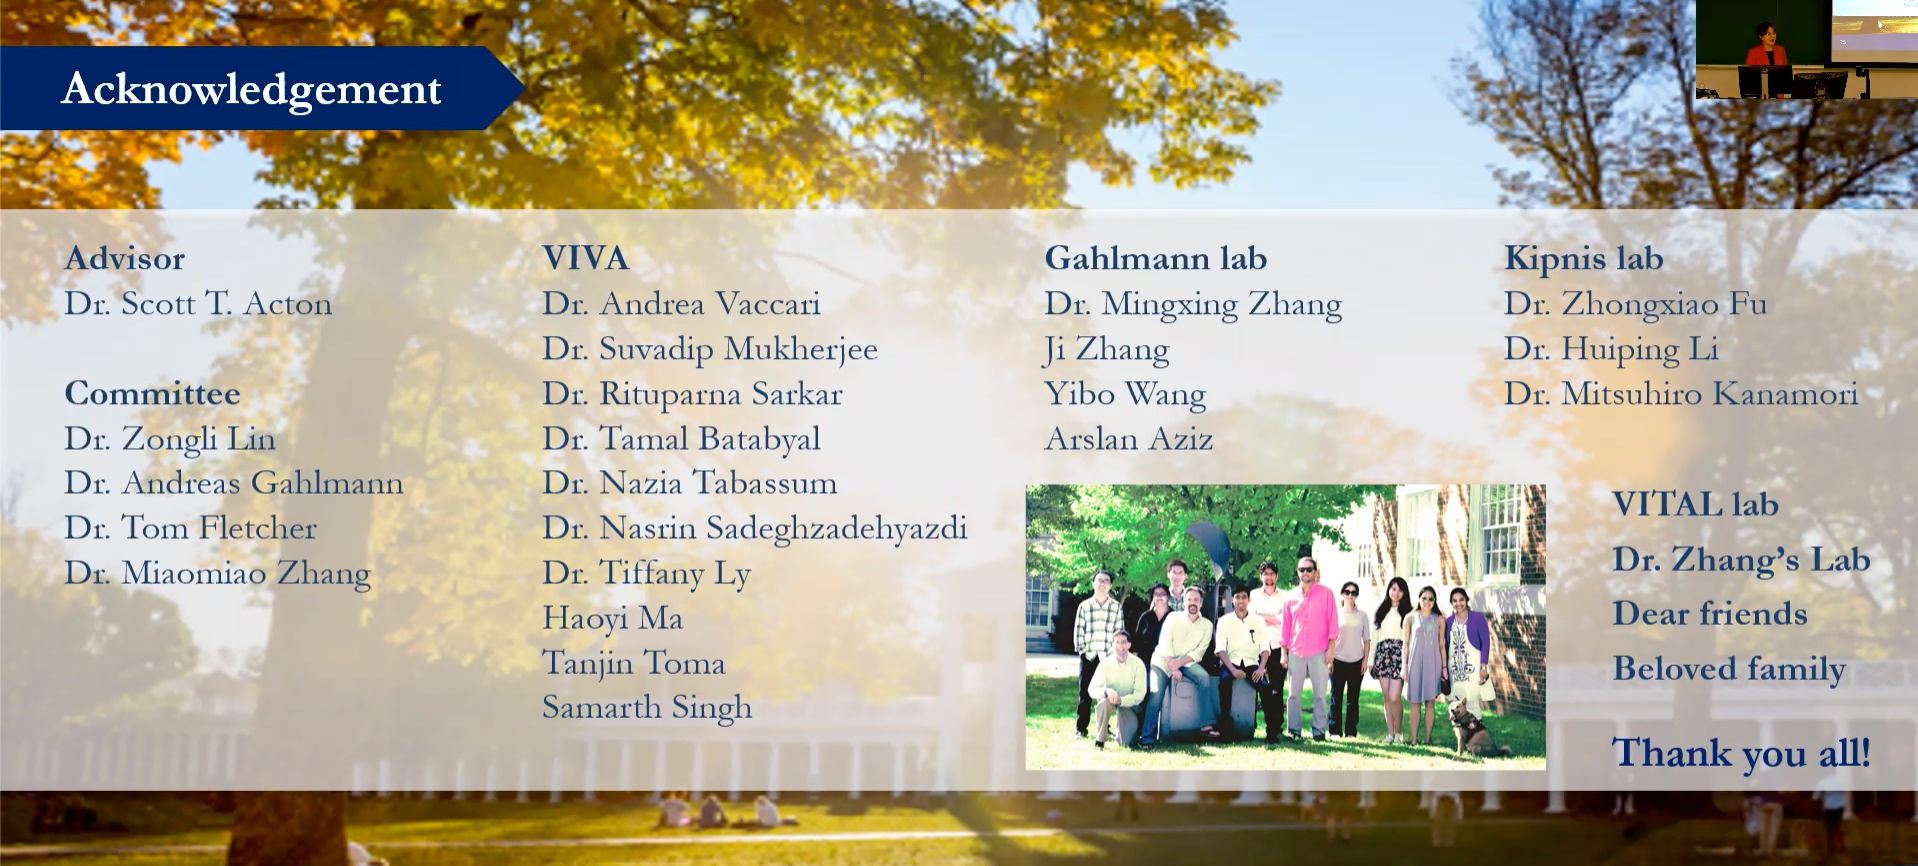 Acknowledgement
Advisor
Dr. Scott T. Acton
Committee
Dr. Zongli Lin
Dr. Andreas Gahlmann
Dr. Tom Fletcher
Dr. Miaomiao Zhang
VIVA
Dr. Andrea Vaccari
Dr. Suvadip Mukherjee
Dr. Rituparna Sarkar
Dr. Tamal Batabyal
Dr. Nazia Tabassum
Dr. Nasrin Sadeghzadehyazdi
Dr. Tiffany Ly
Haoyi Ma
Tanjin Toma
Samarth Singh
Gahlmann lab
Dr. Mingxing Zhang
Ji Zhang
Yibo Wang
Arslan Aziz
Kipnis lab
Dr. Zhongxiao Fu
Dr. Huiping Li
Dr. Mitsuhiro Kanamori
VITAL lab
Dr. Zhang’s Lab
Dear friends
Beloved family
Thank you all!